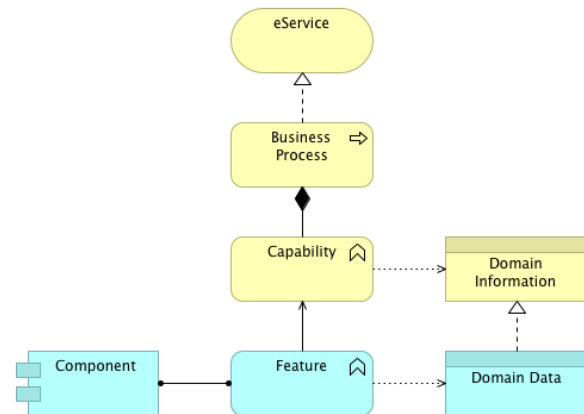 eService
Business
Process
Capability
Domain
Information
Component
Feature
Domain Data